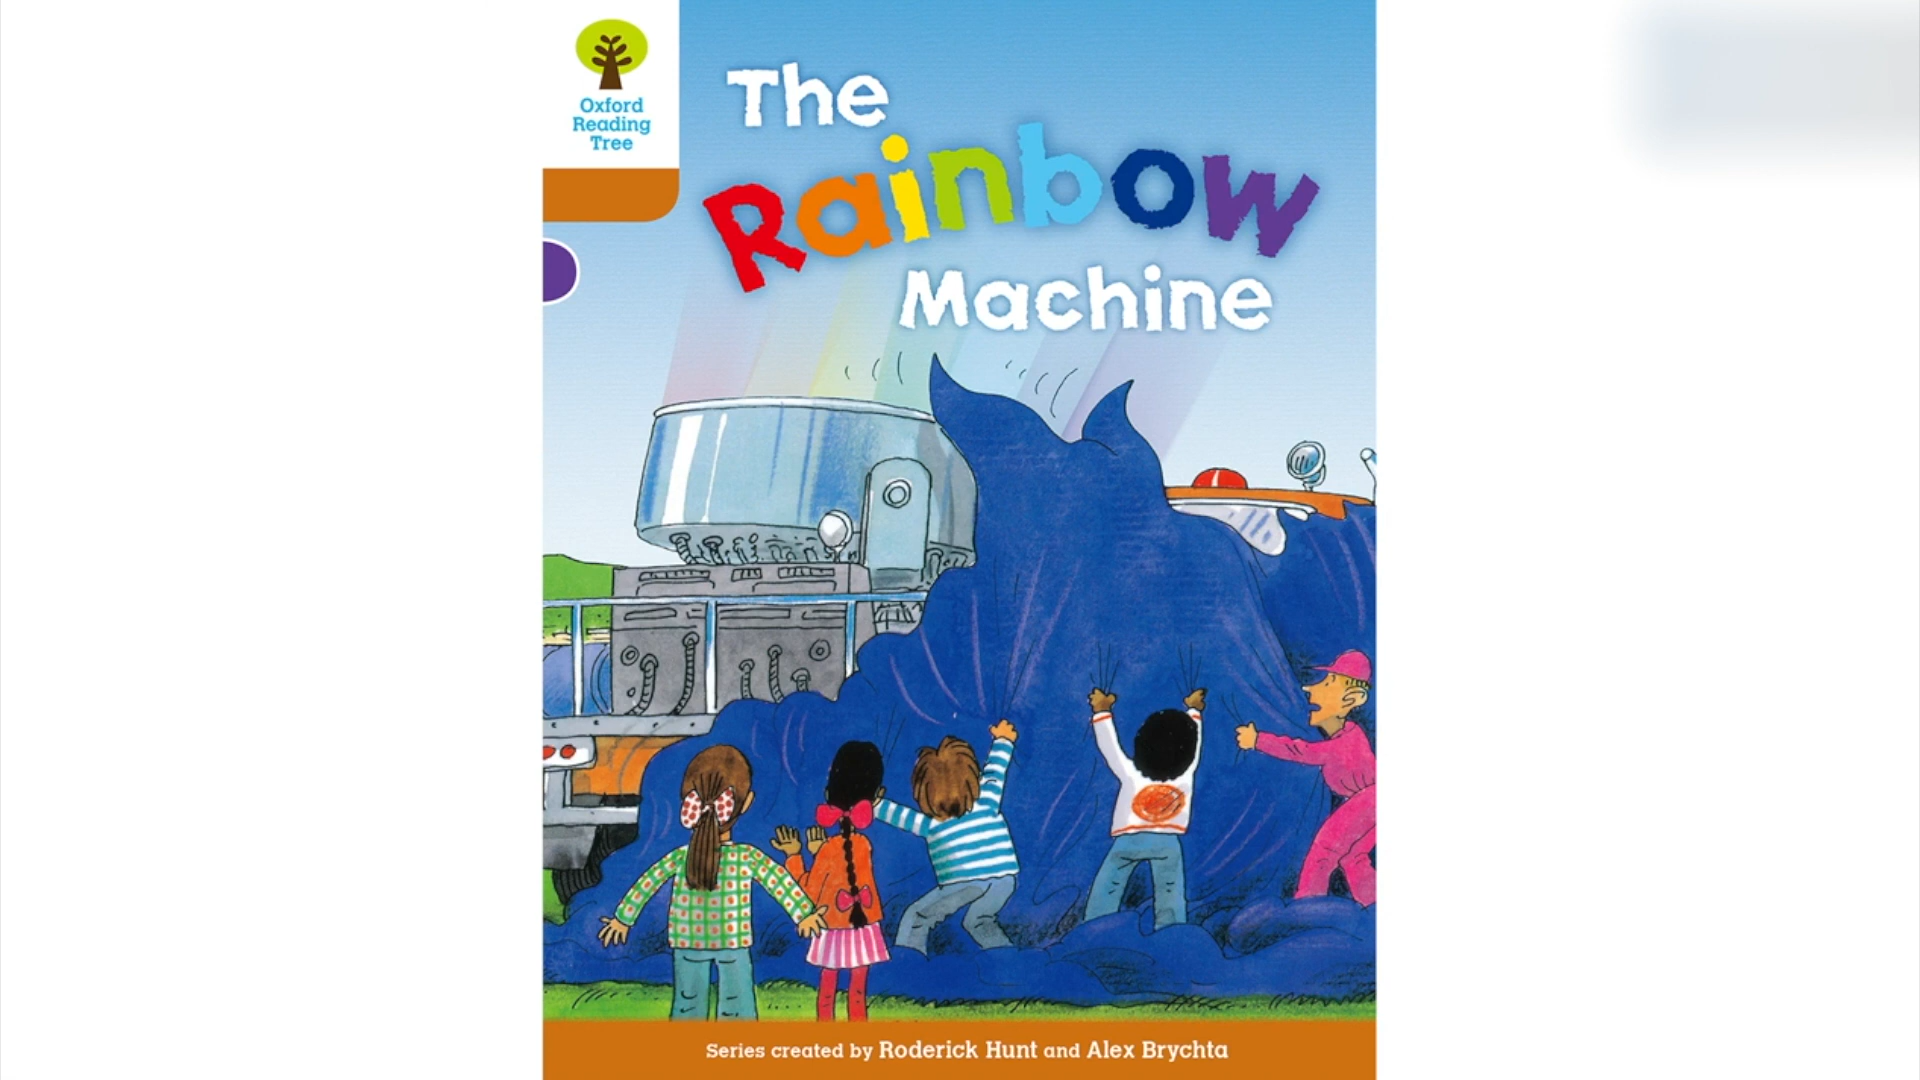 Oxford
Reading
Tree
The
Rainbow
Machine
Series created by Roderick Hunt and Alex Brychta